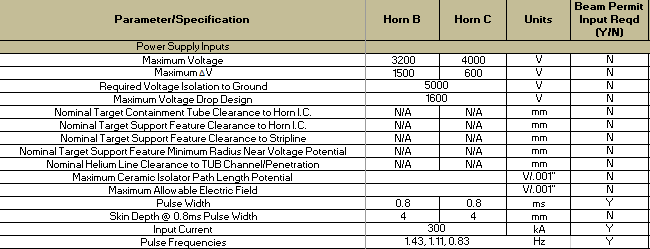 Parameter/Specification Horn B Horn C Units Beam Permit Input Reqd (Y/N)
Power Supply Inputs
Maximum Voltage 3200 4000 V N
Maximum ΔV 1500 600 V N
Required Voltage Isolation to Ground 5000 V N
Maximum Voltage Drop Design 1600 V N
Nominal Target Containment Tube Clearance to Horn I.C. N/A N/A mm N
Nominal Target Support Feature Clearance to Horn I.C. N/A N/A mm N
Nominal Target Support Feature Clearance to Stripline N/A N/A mm N
Nominal Target Support Feature Minimum Radius Near Voltage Potential N/A N/A mm N
Nominal Helium Line Clearance to TUB Channel/Penetration N/A N/A mm N
Maximum Ceramic Isolator Path Length Potential V/.001" N
Maximum Allowable Electric Field V/.001" N
Pulse Width 0.8 0.8 ms Y
Skin Depth @ 0.8ms Pulse Width 4 4 mm N
Input Current 300 kA Y
Pulse Frequencies 1.43, 1.11, 0.83 Hz Y